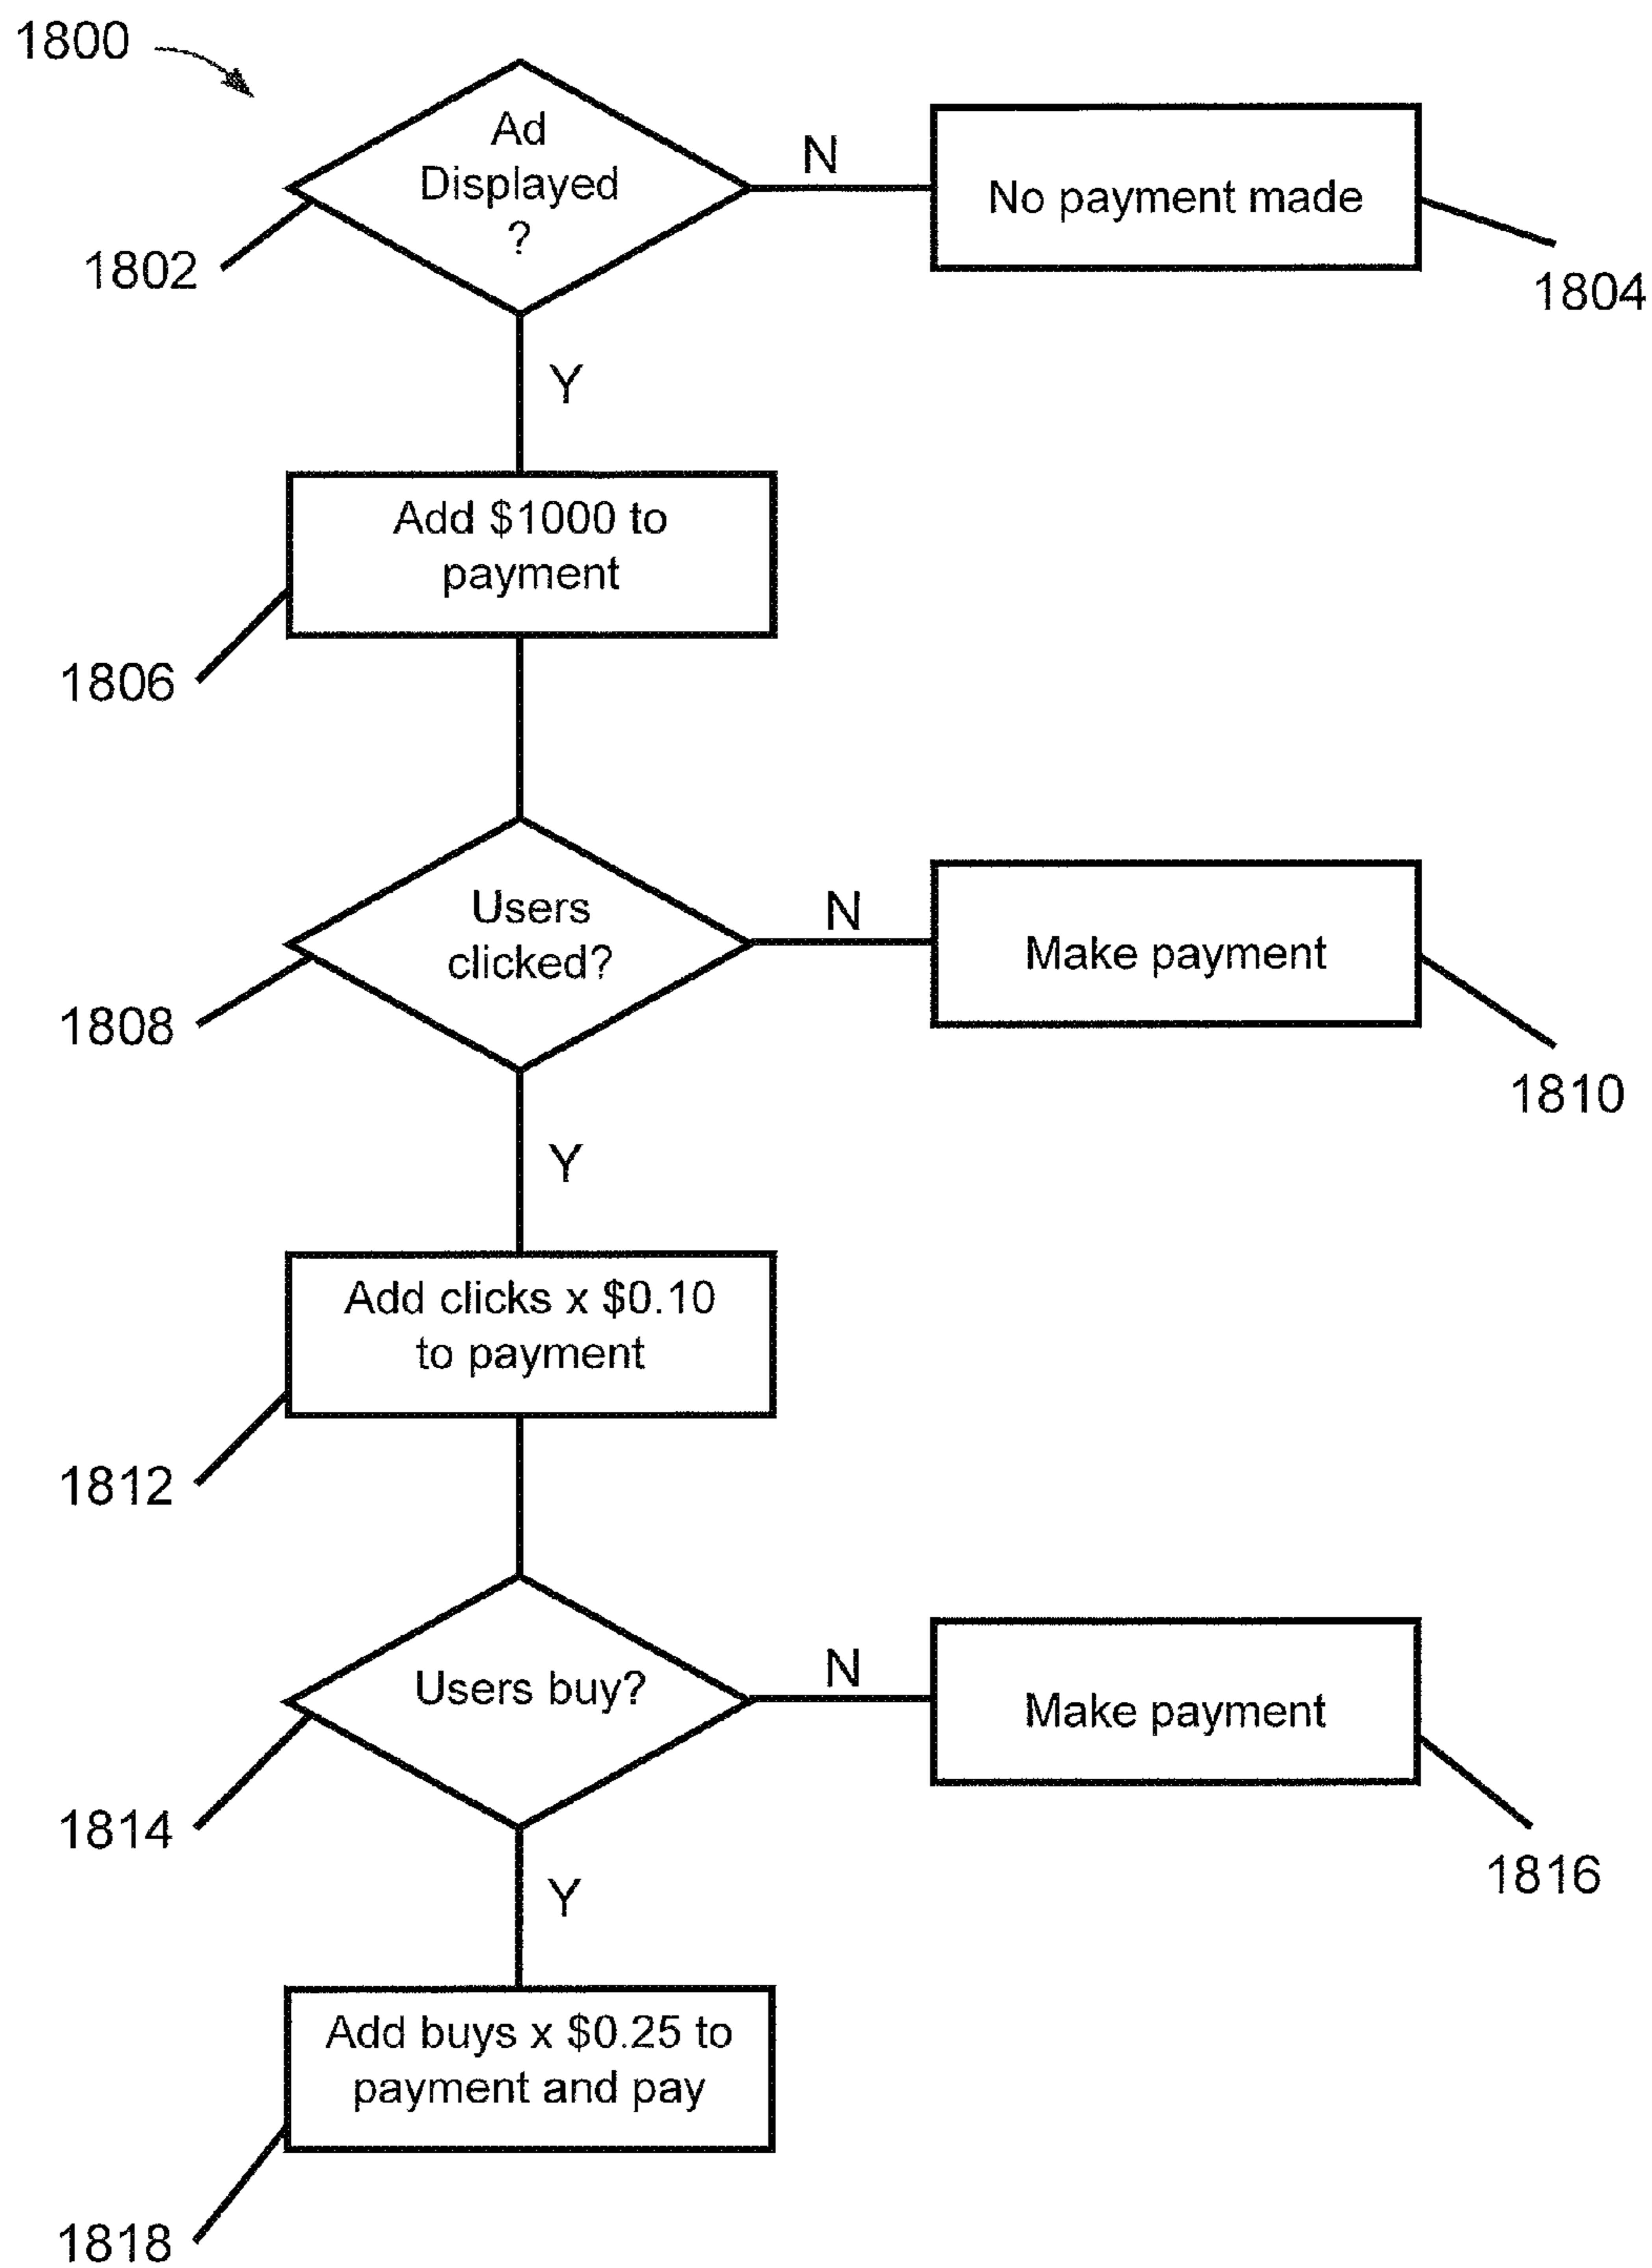 1800
Ad
Displayed
?
N
No payment made
1802
1804
Y
Add $1000 to
payment
1806
Users
clicked?
N
Make payment
1808
1810
Y
Add clicks x $0.10
to payment
1812
Users buy?
N
Make payment
1814
1816
Y
Add buys x $0.25 to
payment and pay
1818